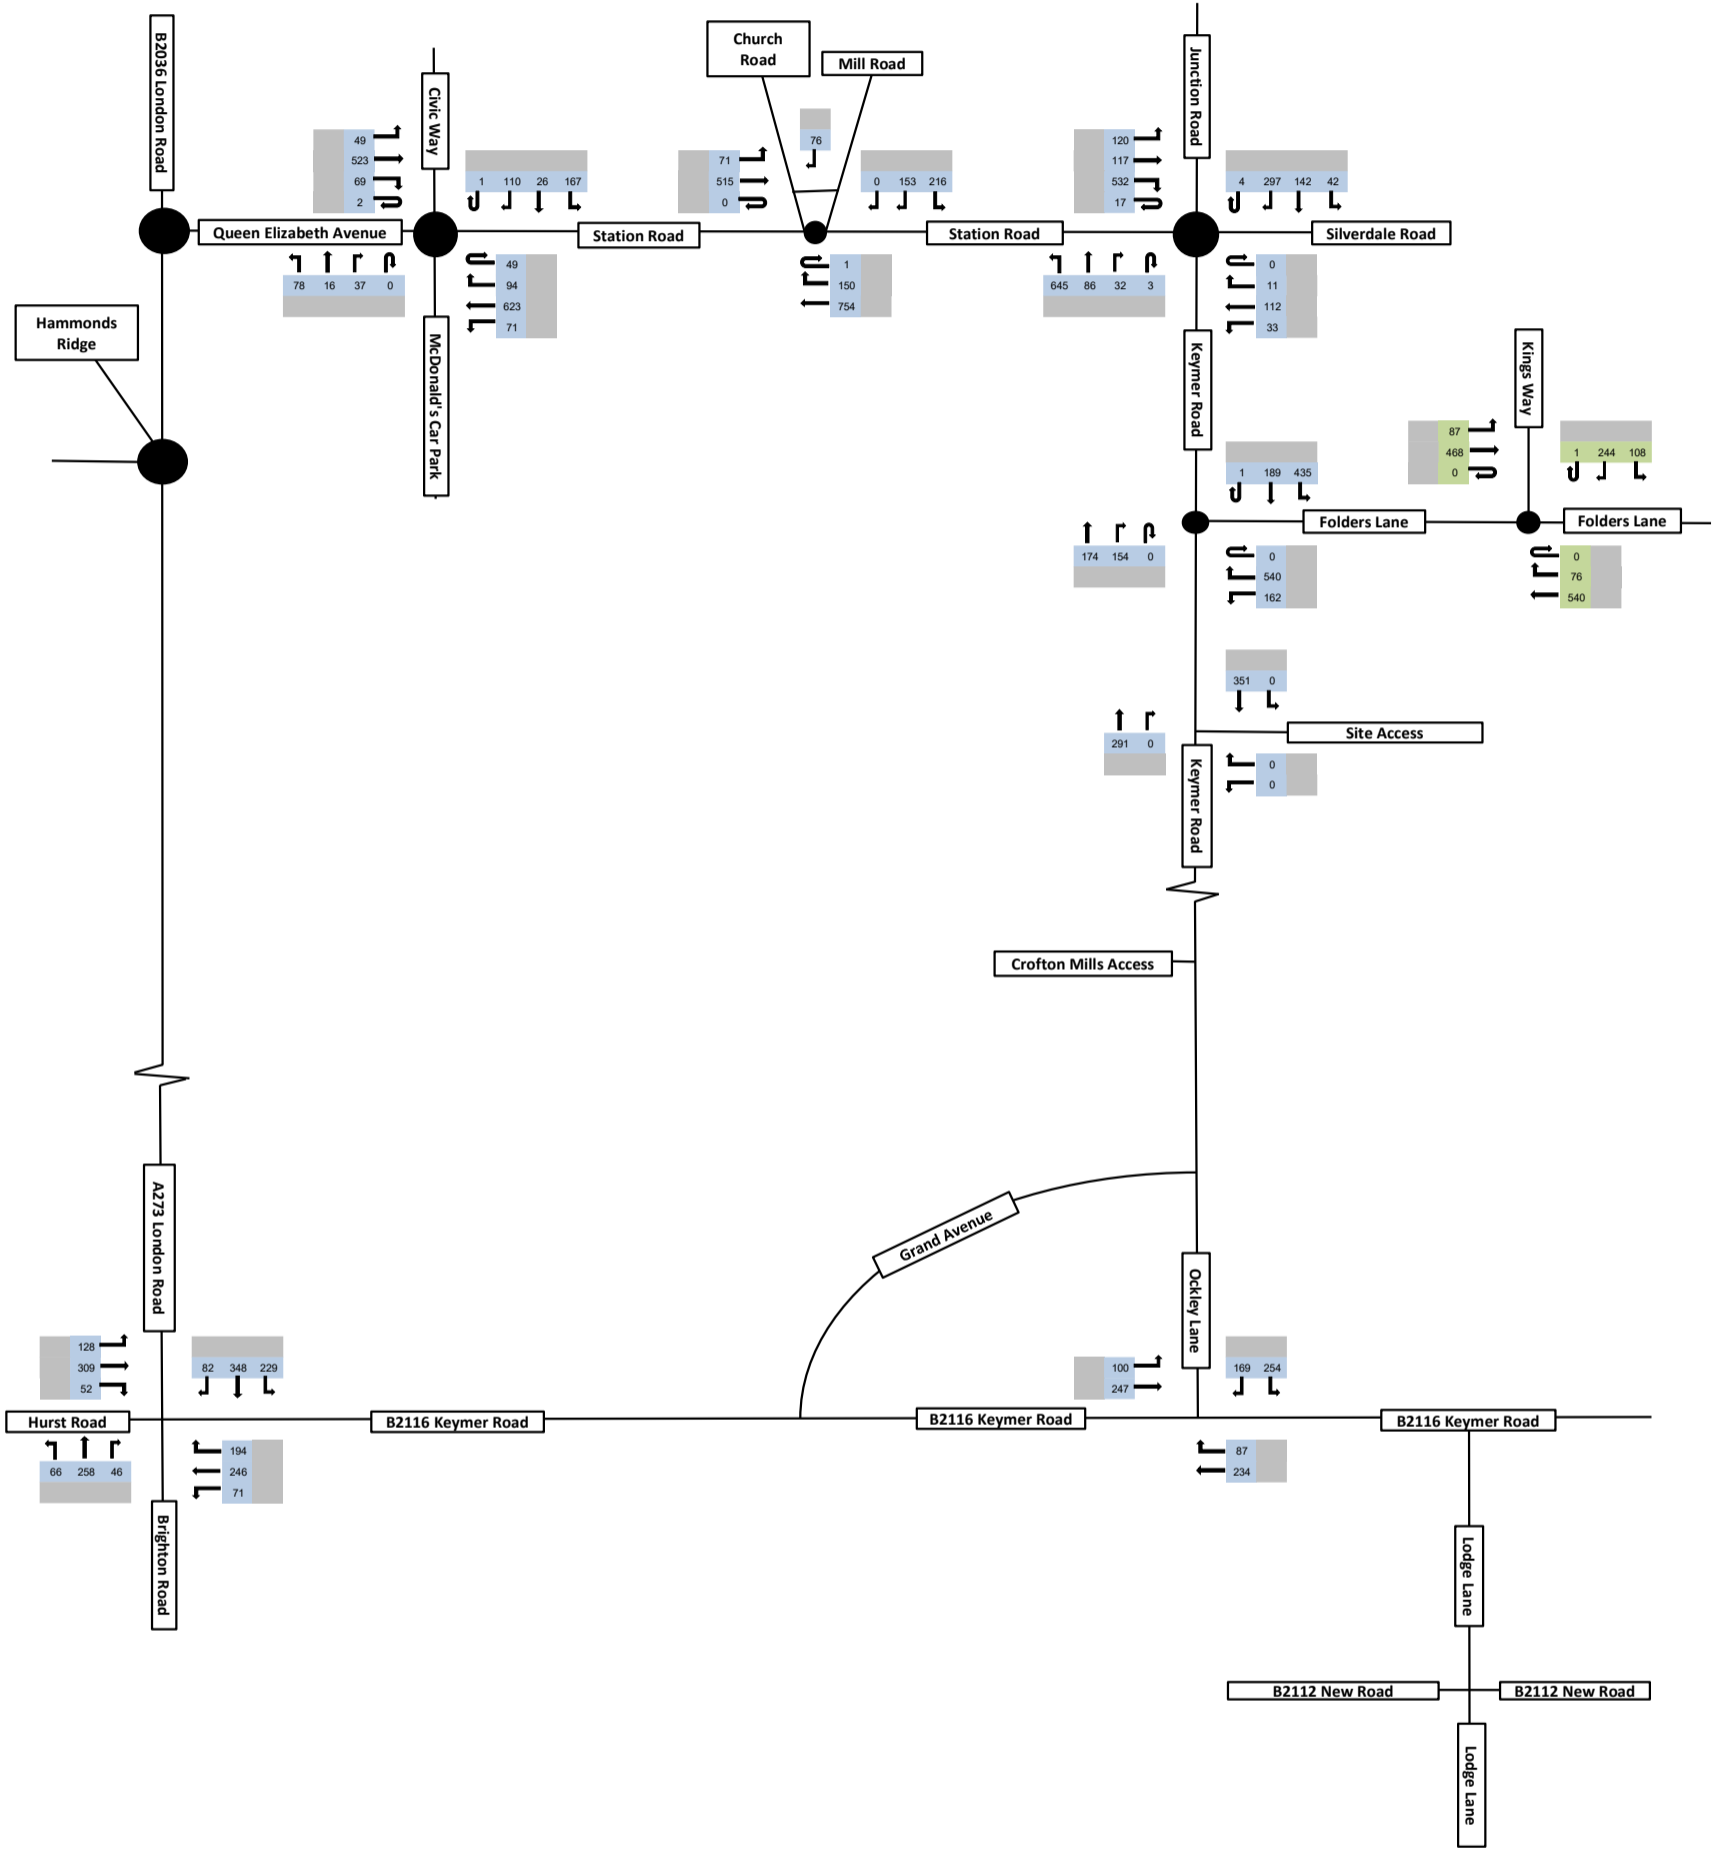 B2036 London Road
Civic Way
Church
Road
Mill Road
Junction Road
49
523
69
2
1 110 26 167
71
515
0
76
0 153 216
120
117
532
17
4 297 142 42
Queen Elizabeth Avenue
Station Road
Station Road
Silverdale Road
78 16 37 0
49
94
623
71
1
150
754
645 86 32 3
0
11
112
33
Hammonds
Ridge
McDonald's Car Park
Keymer Road
Kings Way
87
468
0
1 244 108
1 189 435
Folders Lane
Folders Lane
174 154 0
0
540
162
0
76
540
351 0
291 0
Site Access
0
0
Keymer Road
Crofton Mills Access
A273 London Road
Grand Avenue
Ockley Lane
128
309
52
82 348 229
100
247
169 254
Hurst Road
B2116 Keymer Road
B2116 Keymer Road
B2116 Keymer Road
66 258 46
194
246
71
87
234
Brighton Road
Lodge Lane
B2112 New Road
B2112 New Road
Lodge Lane